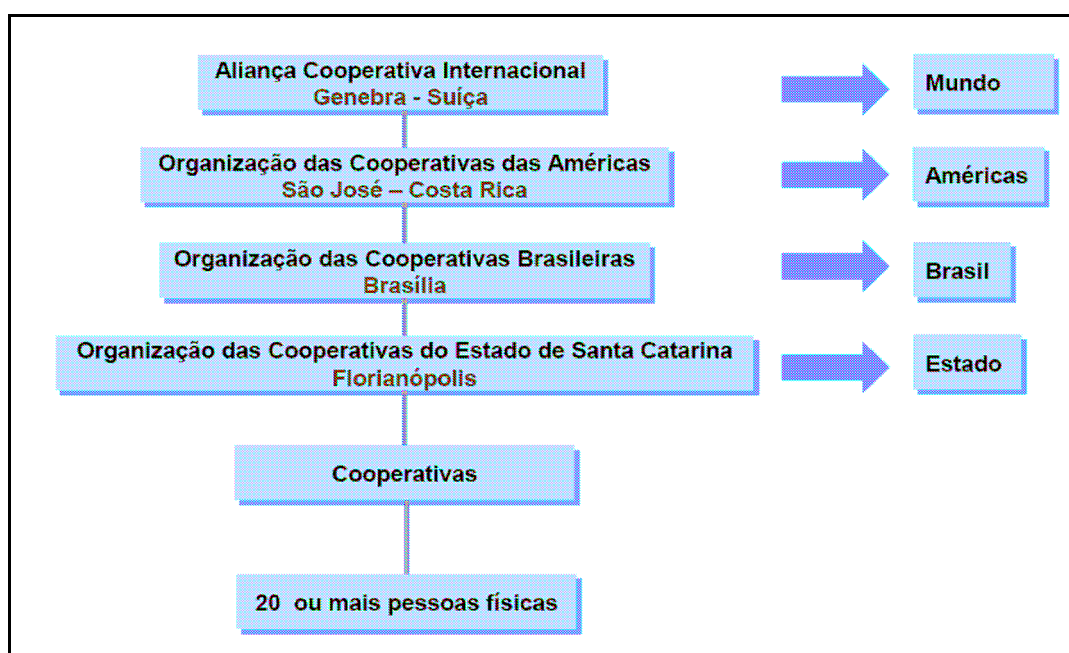 Aliança Cooperativa Internacional
Genebra - Suíça
Mundo
Organização das Cooperativas das Américas
São José – Costa Rica
Américas
Organização das Cooperativas Brasileiras
Brasília
Brasil
Organização das Cooperativas do Estado de Santa Catarina
Florianópolis
Estado
Cooperativas
20 ou mais pessoas físicas